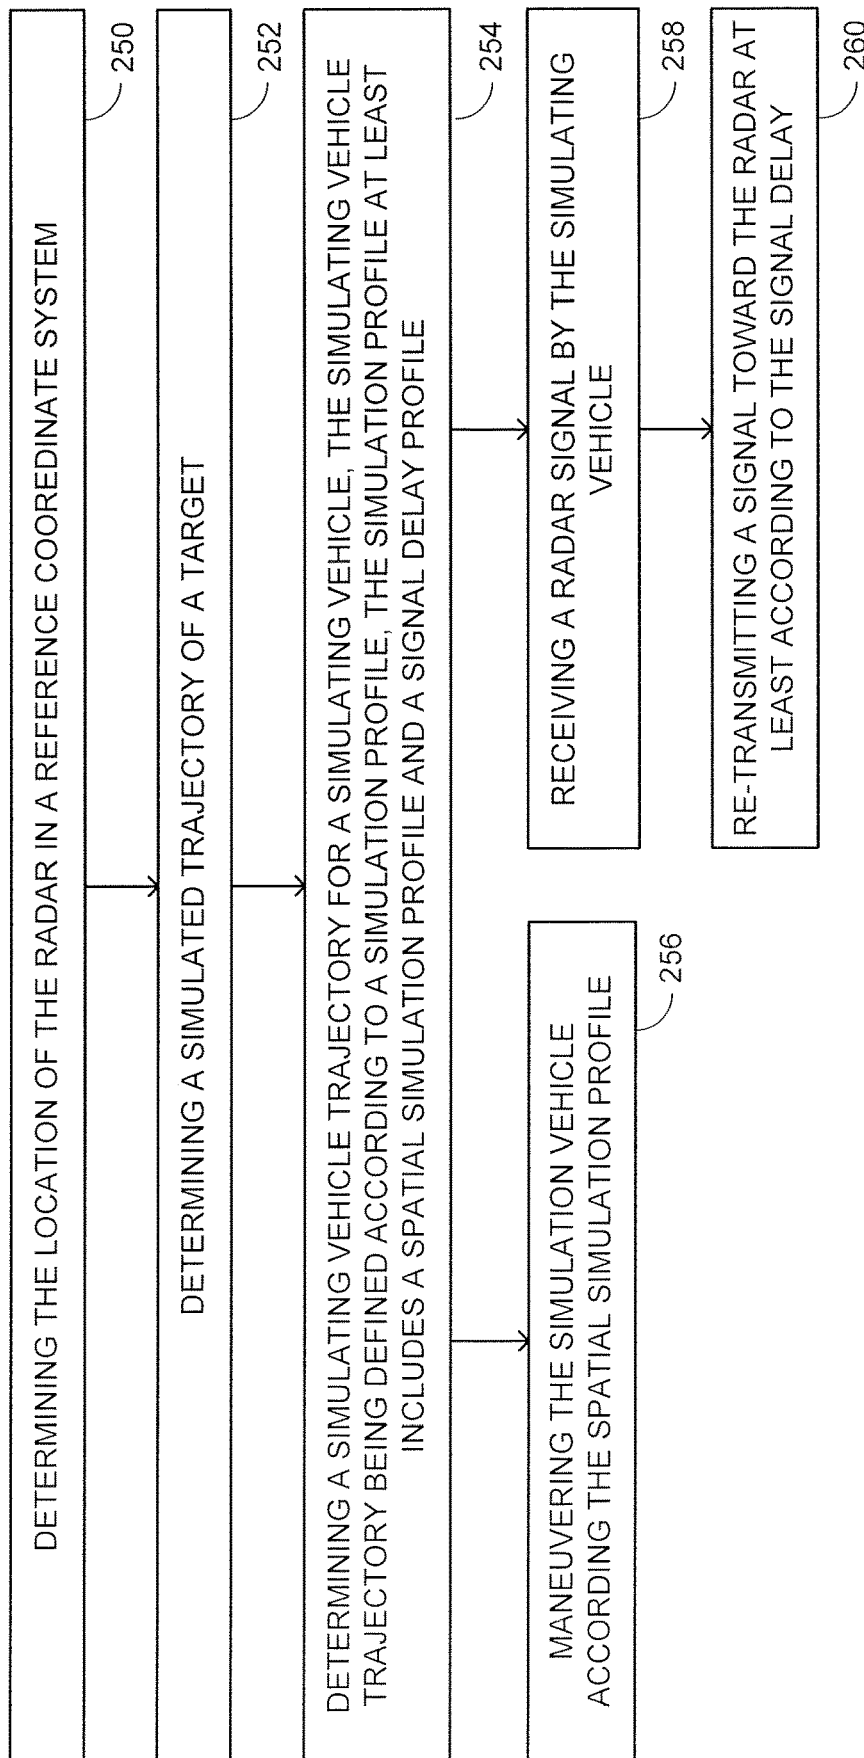 DETERMINING THE LOCATION OF THE RADAR IN A REFERENCE COOREDINATE SYSTEM
250
DETERMINING A SIMULATED TRAJECTORY OF A TARGET
252
DETERMINING A SIMULATING VEHICLE TRAJECTORY FOR A SIMULATING VEHICLE, THE SIMULATING VEHICLE
TRAJECTORY BEING DEFINED ACCORDING TO A SIMULATION PROFILE, THE SIMULATION PROFILE AT LEAST
INCLUDES A SPATIAL SIMULATION PROFILE AND A SIGNAL DELAY PROFILE
254
MANEUVERING THE SIMULATION VEHICLE
ACCORDING THE SPATIAL SIMULATION PROFILE
256
RECEIVING A RADAR SIGNAL BY THE SIMULATING
VEHICLE
258
RE-TRANSMITTING A SIGNAL TOWARD THE RADAR AT
LEAST ACCORDING TO THE SIGNAL DELAY
260